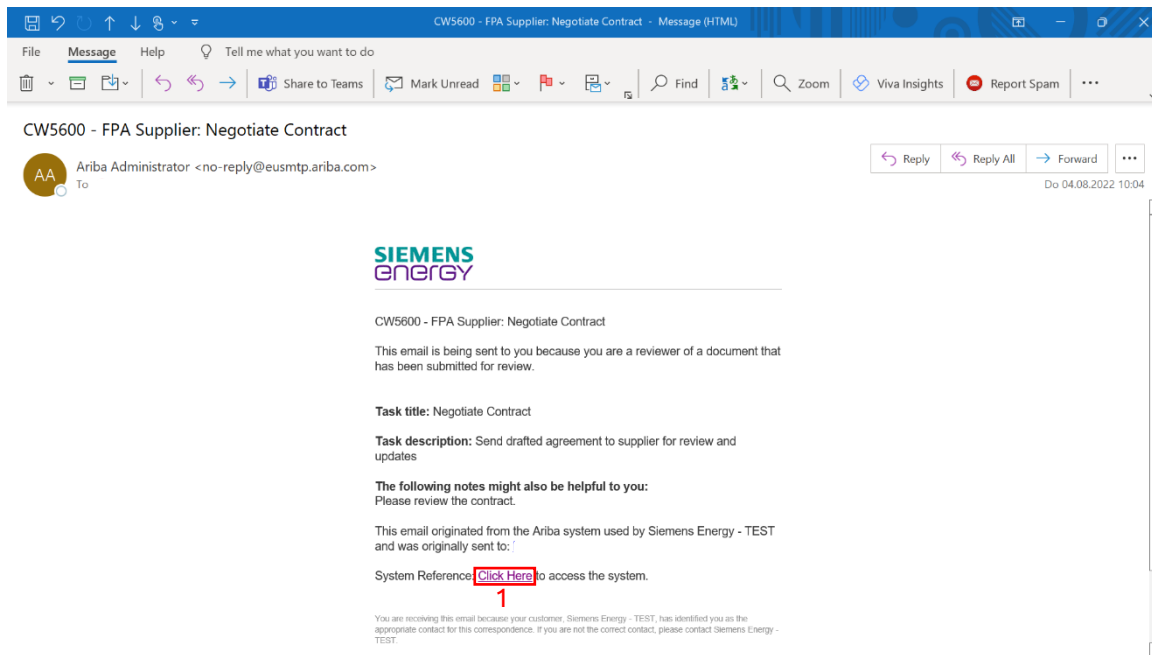 CW5600 - FPA Supplier: Negotiate Contract - Message (HTML)
File Message Help Tell me what you want to do
Share to Teams Mark Unread Find Zoom Viva Insights Report Spam ...
CW5600 - FPA Supplier: Negotiate Contract
AA
Ariba Administrator <no-reply@eusmtp.ariba.com>
To
Reply Reply All Forward ...
Do 04.08.2022 10:04
SIEMENS
energy
CW5600 - FPA Supplier: Negotiate Contract
This email is being sent to you because you are a reviewer of a document that
has been submitted for review.
Task title: Negotiate Contract
Task description: Send drafted agreement to supplier for review and
updates
The following notes might also be helpful to you:
Please review the contract.
This email originated from the Ariba system used by Siemens Energy - TEST
and was originally sent to:
System Reference: Click Here to access the system.
1
You are receiving this email because your customer, Siemens Energy - TEST, has identified you as the
appropriate contact for this correspondence. If you are not the correct contact, please contact Siemens Energy -
TEST.